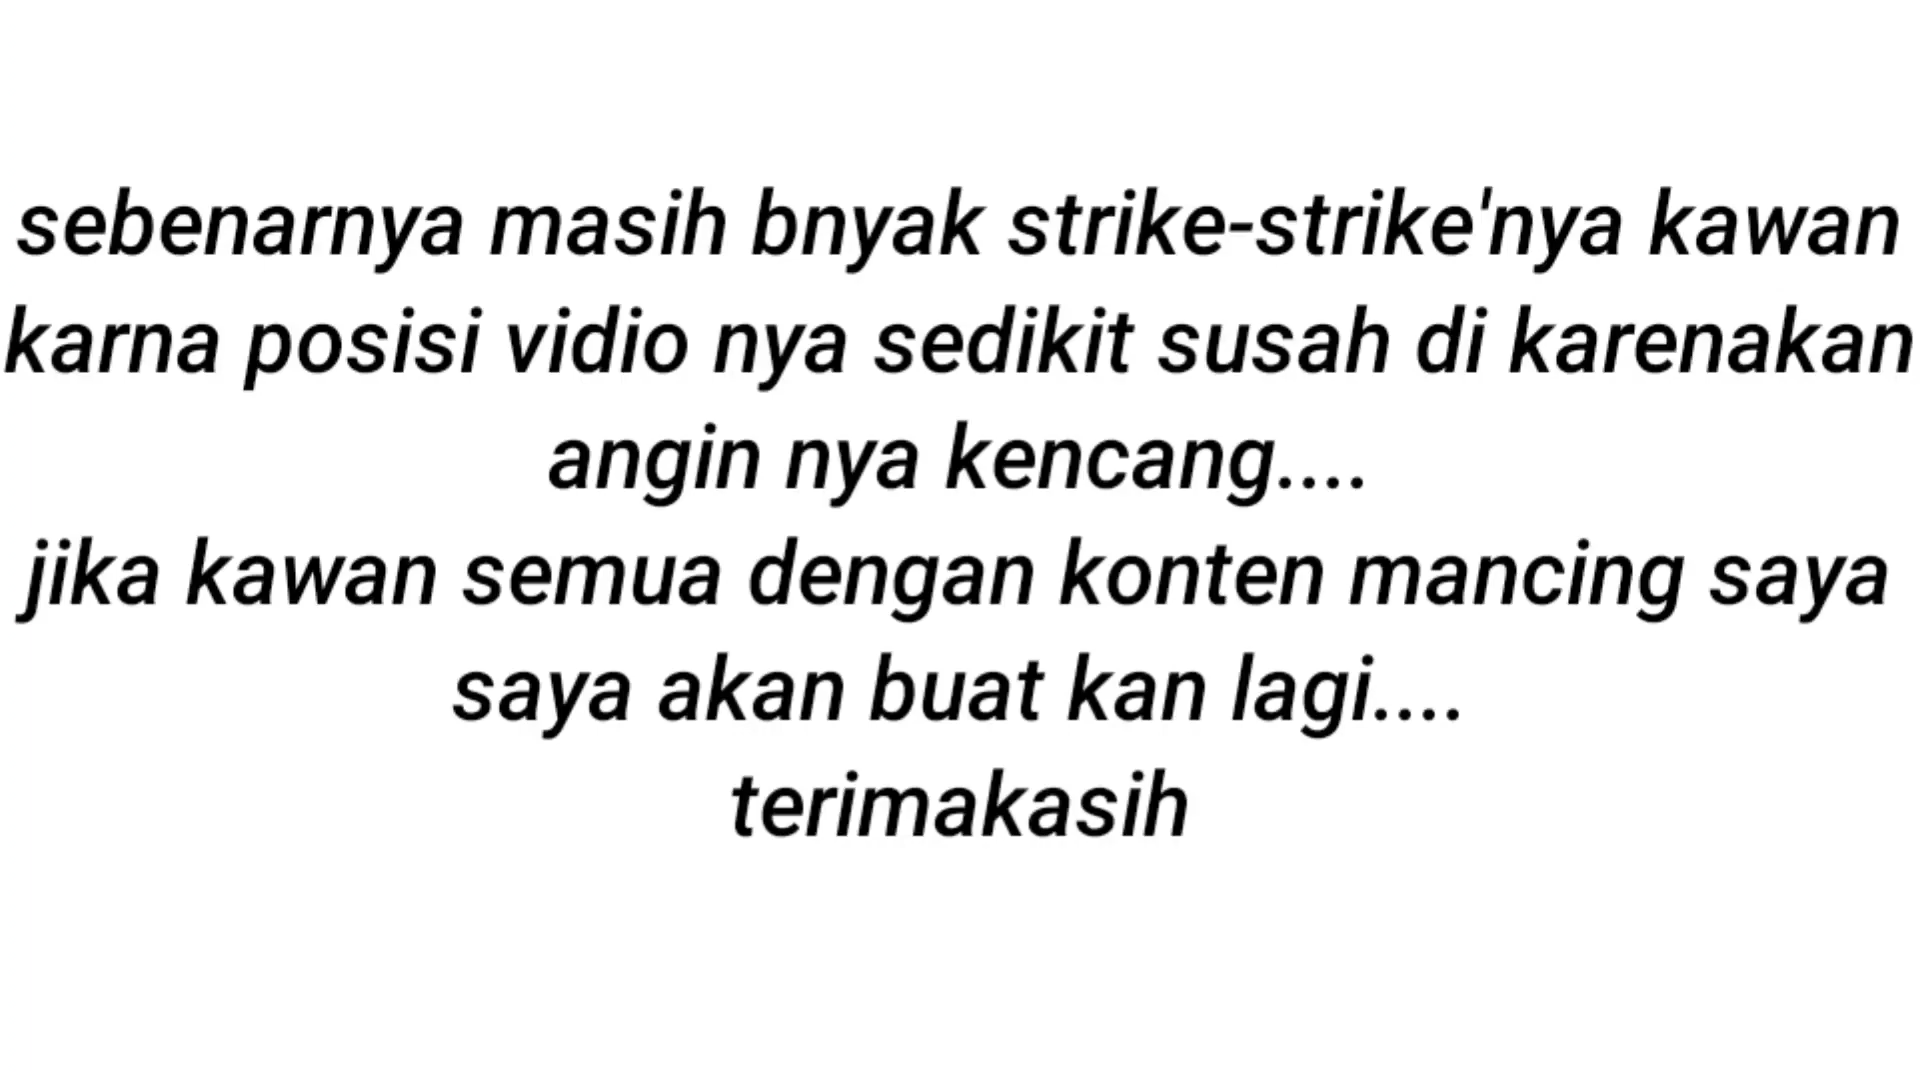 sebenarnya masih bnyak strike-strike'nya kawan
karna posisi vidio nya sedikit susah di karenakan
angin nya kencang....
jika kawan semua dengan konten mancing saya
saya akan buat kan lagi....
terimakasih